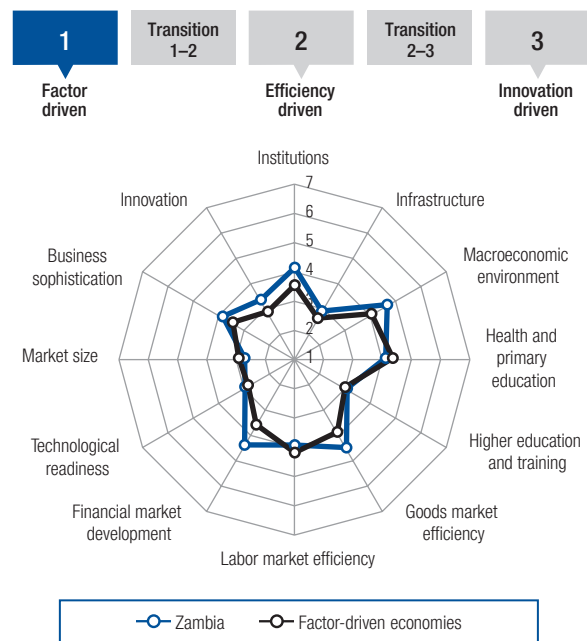 1
Transition
1–2
2
Transition
2–3
3
Factor
driven
Efficiency
driven
Innovation
driven
Institutions
Infrastructure
Macroeconomic
environment
Health and
primary
education
Higher education
and training
Goods market
efficiency
Labor market efficiency
Financial market
development
Technological
readiness
Market size
Business
sophistication
Innovation
7
6
5
4
3
2
1
Zambia
Factor-driven economies